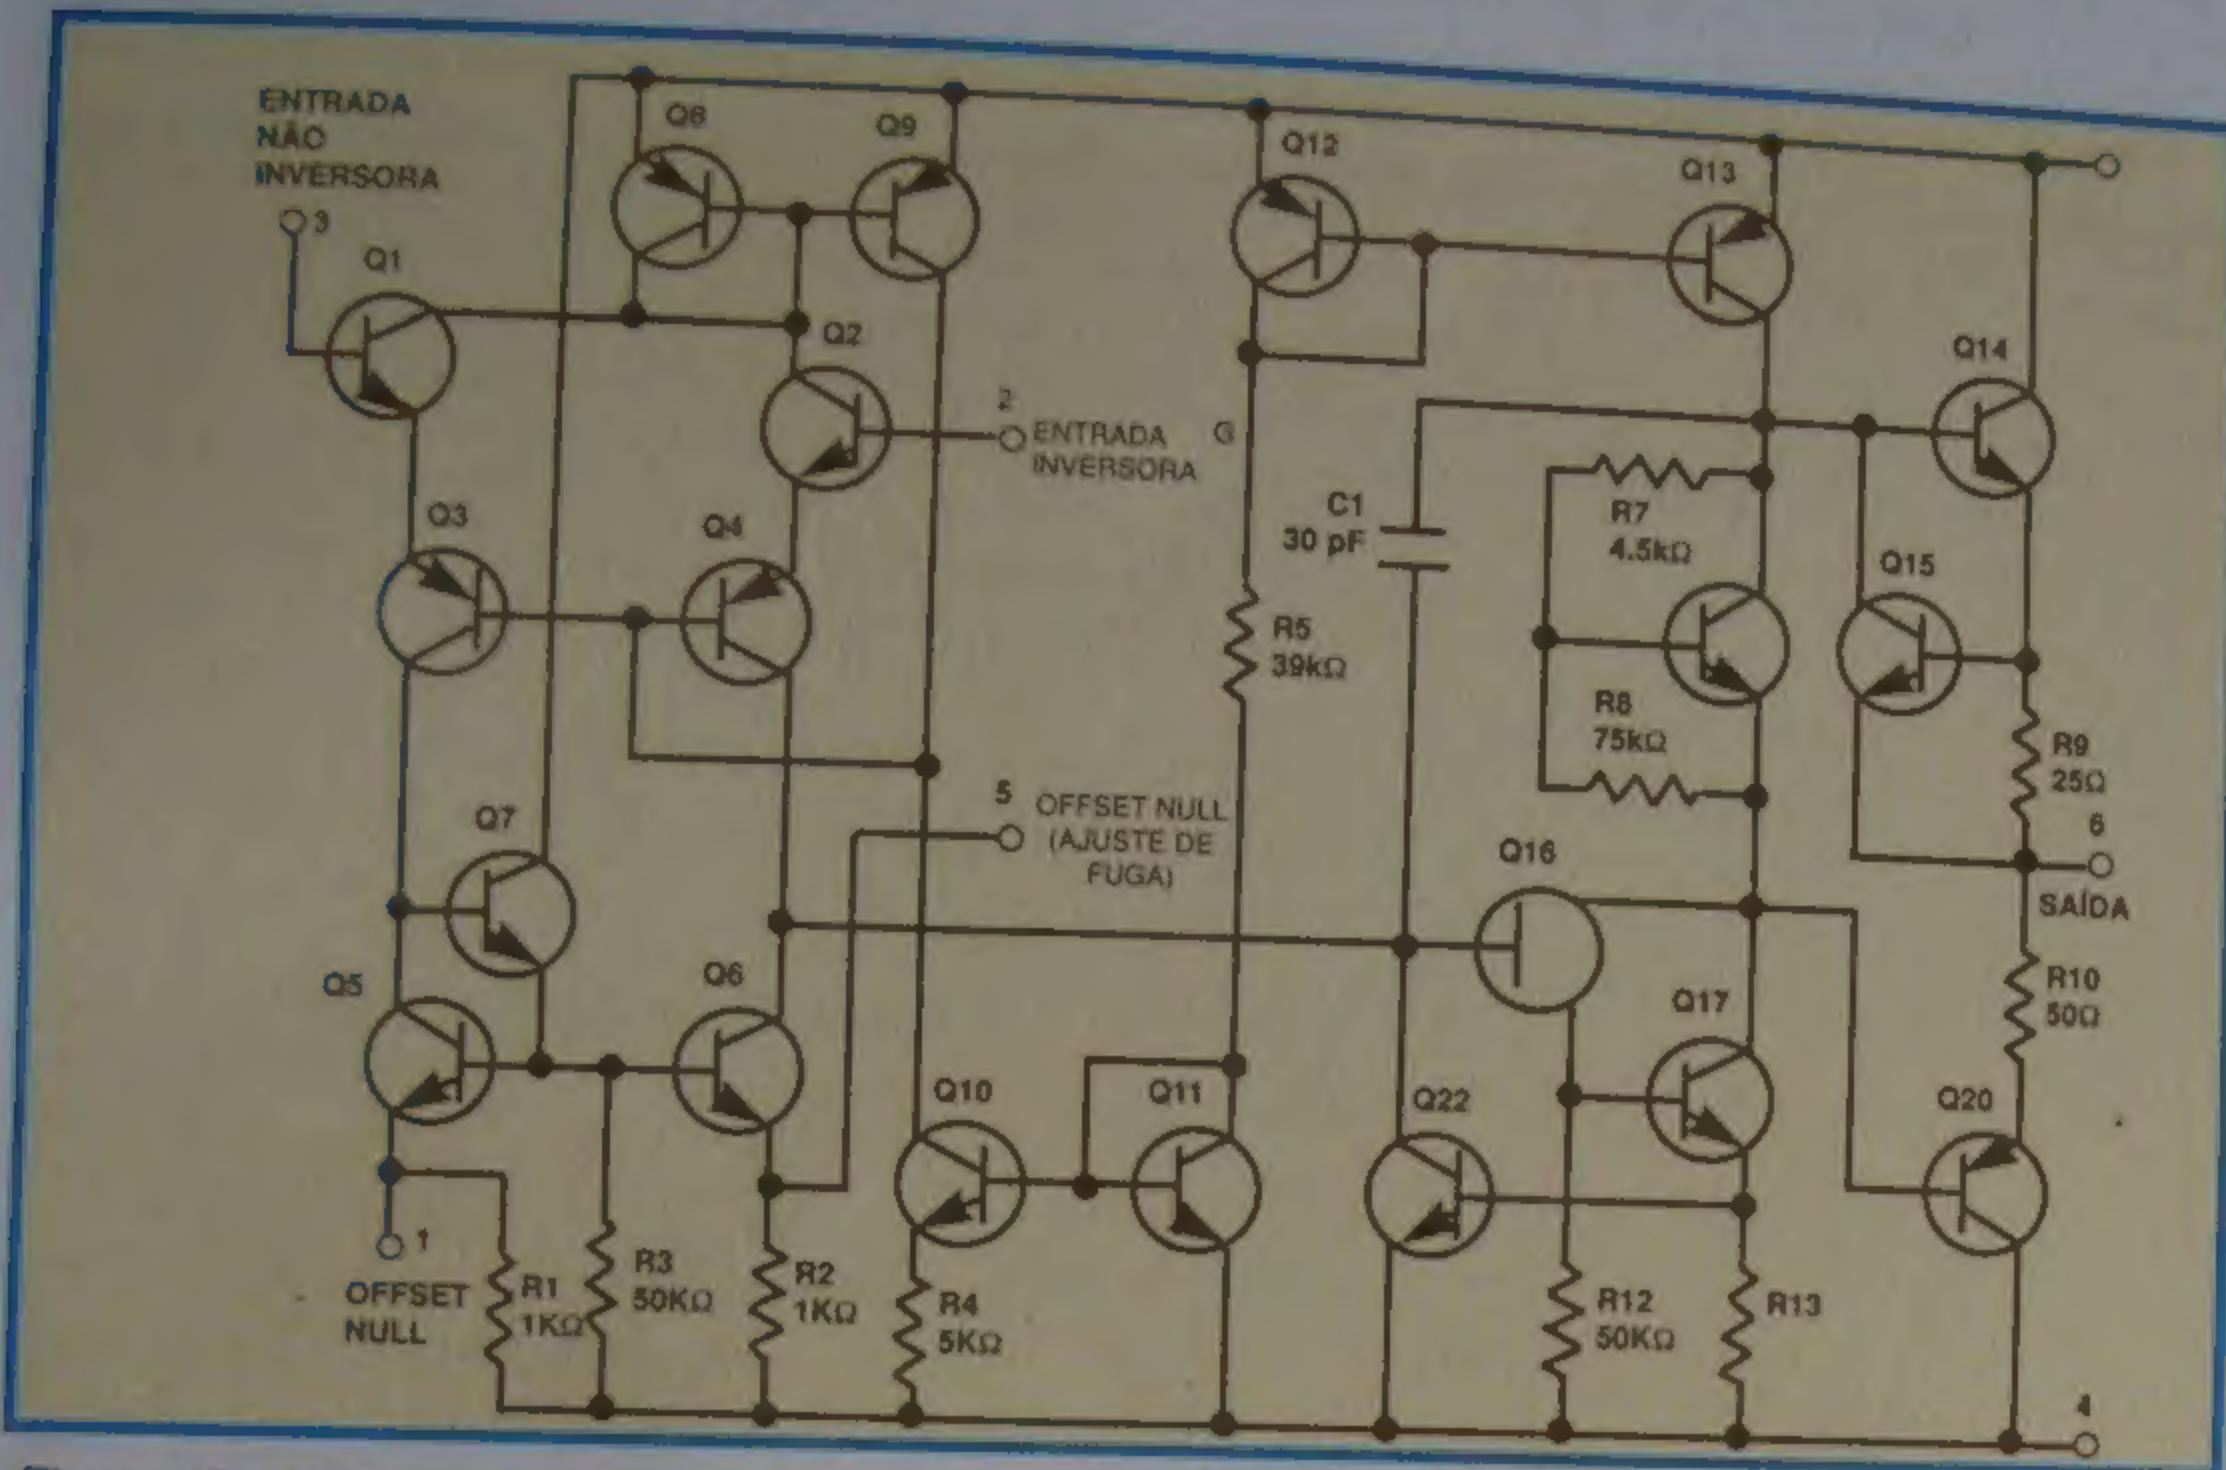 ENTRADA
NÃO
INVERSORA
3
Q1
Q8
Q9
Q12
Q13
Q2
Q14
2
ENTRADA
INVERSORA
G
Q3
Q4
C1
30 pF
R7
4.5kΩ
Q15
R5
39kΩ
R8
75kΩ
R9
25Ω
6
SAÍDA
5
OFFSET NULL
(AJUSTE DE
FUGA)
Q7
Q16
Q5
Q6
Q17
R10
50Ω
Q10
Q11
Q22
Q20
1
OFFSET
NULL
R1
1KΩ
R3
50KΩ
R2
1KΩ
R4
5KΩ
R12
50KΩ
R13
4